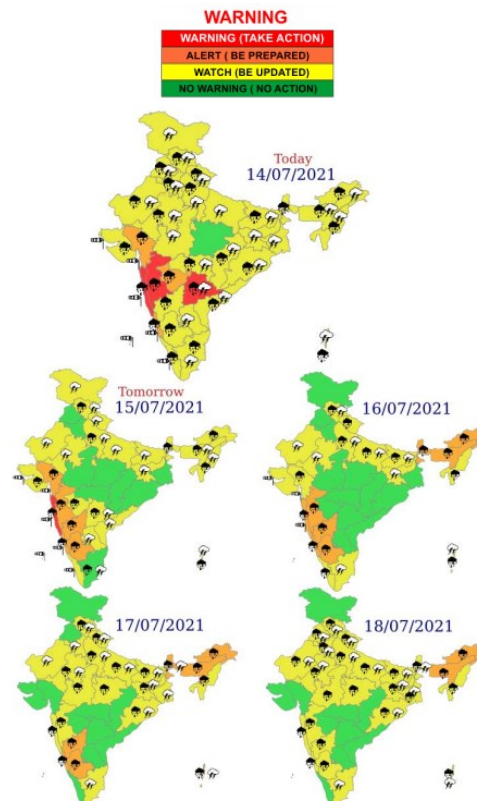 WARNING
WARNING (TAKE ACTION)
ALERT ( BE PREPARED)
WATCH (BE UPDATED)
NO WARNING ( NO ACTION)
Today
14/07/2021
Tomorrow
15/07/2021
16/07/2021
17/07/2021
18/07/2021